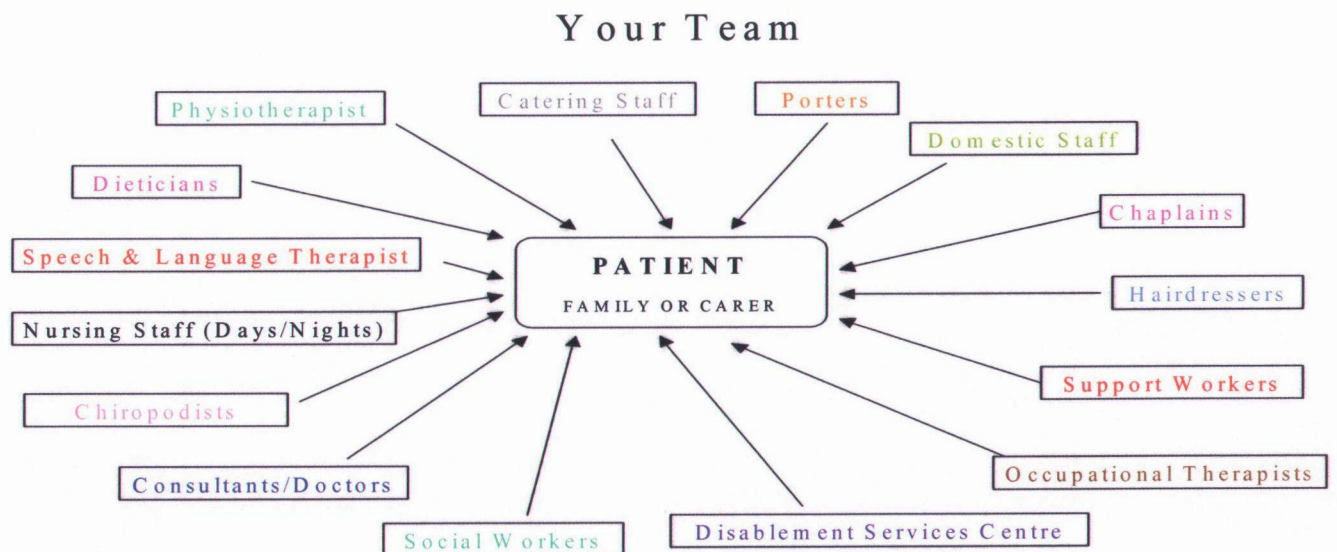 Your Team
Physiotherapist
Catering Staff
Porters
Domestic Staff
Dieticians
Chaplains
Speech & Language Therapist
PATIENT
FAMILY OR CARER
Hairdressers
Nursing Staff (Days/Nights)
Support Workers
Chiropodists
Occupational Therapists
Consultants/Doctors
Disablement Services Centre
Social Workers